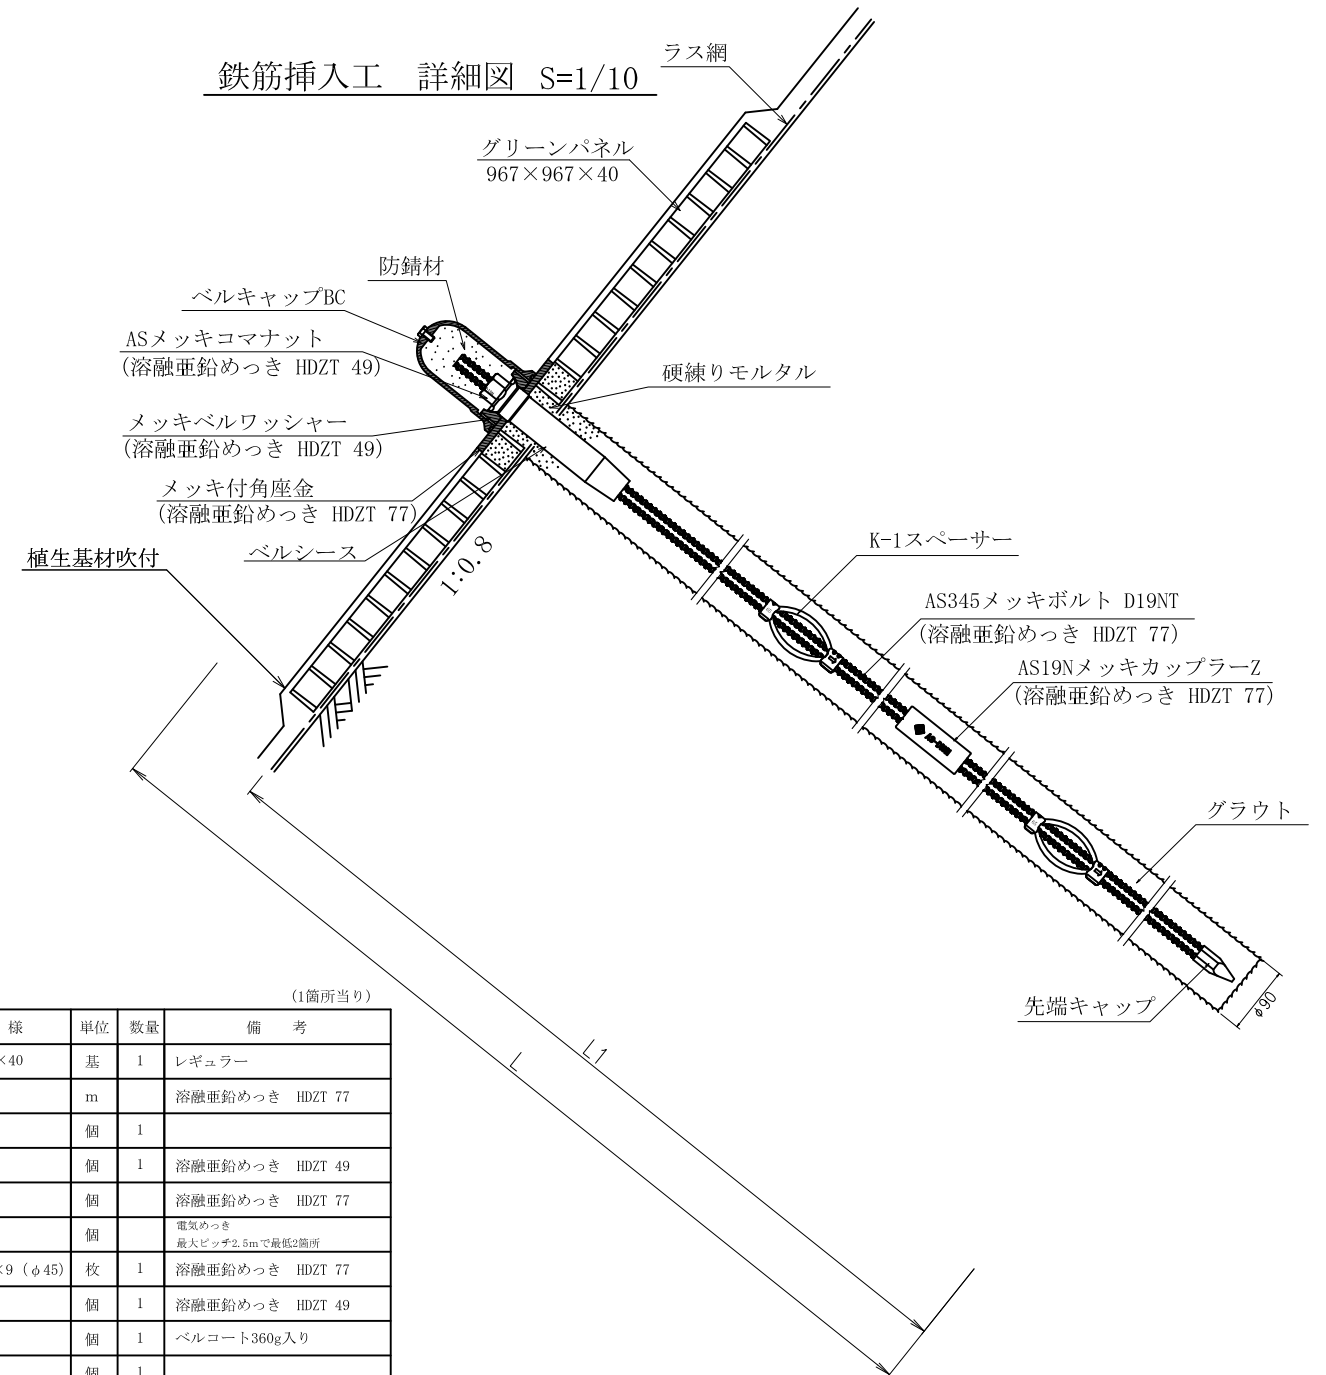 鉄筋挿入工　詳細図　S=1/10
ラス網
グリーンパネル
967×967×40
防錆材
ベルキャップBC
ASメッキコマナット
(溶融亜鉛めっき HDZT 49)
硬練りモルタル
メッキベルワッシャー
(溶融亜鉛めっき HDZT 49)
メッキ付角座金
(溶融亜鉛めっき HDZT 77)
ベルシース
植生基材吹付
1:0.8
K-1スペーサー
AS345メッキボルト D19NT
(溶融亜鉛めっき HDZT 77)
AS19NメッキカップラーZ
(溶融亜鉛めっき HDZT 77)
グラウト
先端キャップ
φ90
L1
L
(1箇所当り)
様 単位 数量 備　考
×40 基 1 レギュラー
m 溶融亜鉛めっき　HDZT 77
個 1
個 1 溶融亜鉛めっき　HDZT 49
個 溶融亜鉛めっき　HDZT 77
個 電気めっき
最大ピッチ2.5mで最低2箇所
×9（φ45) 枚 1 溶融亜鉛めっき　HDZT 77
個 1 溶融亜鉛めっき　HDZT 49
個 1 ベルコート360g入り
個 1